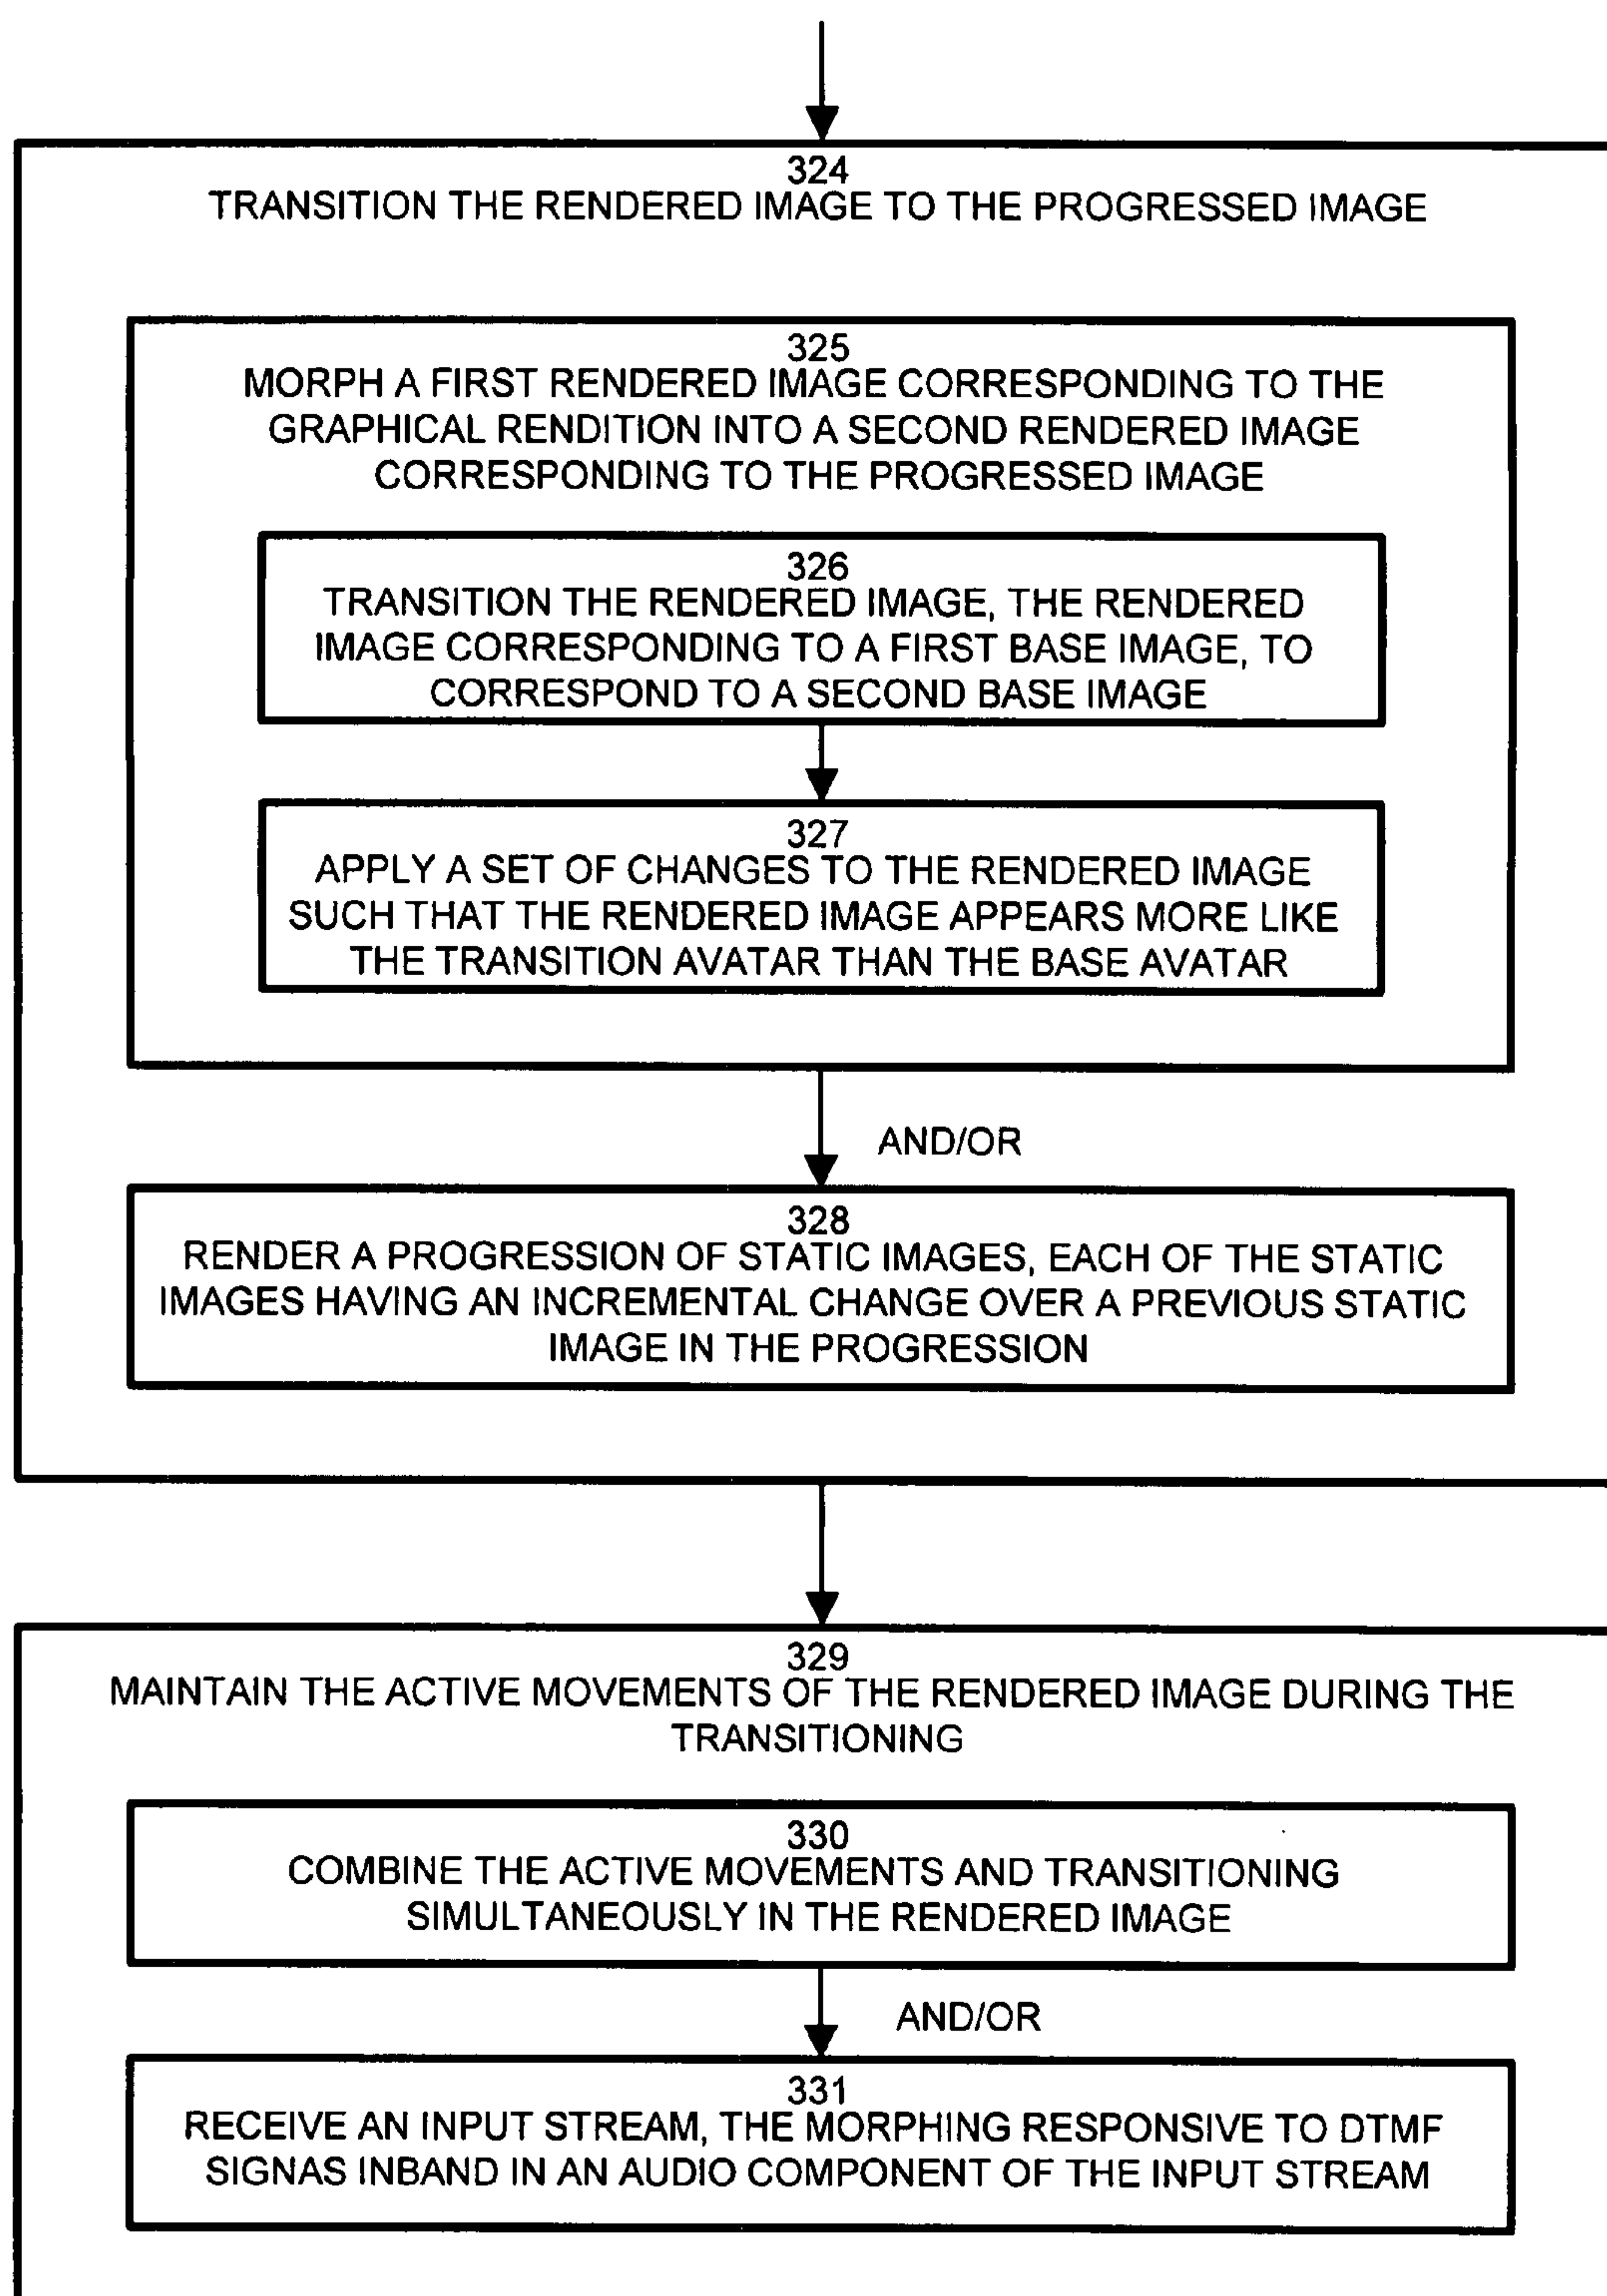 324
TRANSITION THE RENDERED IMAGE TO THE PROGRESSED IMAGE
325
MORPH A FIRST RENDERED IMAGE CORRESPONDING TO THE
GRAPHICAL RENDITION INTO A SECOND RENDERED IMAGE
CORRESPONDING TO THE PROGRESSED IMAGE
326
TRANSITION THE RENDERED IMAGE, THE RENDERED
IMAGE CORRESPONDING TO A FIRST BASE IMAGE, TO
CORRESPOND TO A SECOND BASE IMAGE
327
APPLY A SET OF CHANGES TO THE RENDERED IMAGE
SUCH THAT THE RENDERED IMAGE APPEARS MORE LIKE
THE TRANSITION AVATAR THAN THE BASE AVATAR
AND/OR
328
RENDER A PROGRESSION OF STATIC IMAGES, EACH OF THE STATIC
IMAGES HAVING AN INCREMENTAL CHANGE OVER A PREVIOUS STATIC
IMAGE IN THE PROGRESSION
329
MAINTAIN THE ACTIVE MOVEMENTS OF THE RENDERED IMAGE DURING THE
TRANSITIONING
330
COMBINE THE ACTIVE MOVEMENTS AND TRANSITIONING
SIMULTANEOUSLY IN THE RENDERED IMAGE
AND/OR
331
RECEIVE AN INPUT STREAM, THE MORPHING RESPONSIVE TO DTMF
SIGNAS INBAND IN AN AUDIO COMPONENT OF THE INPUT STREAM